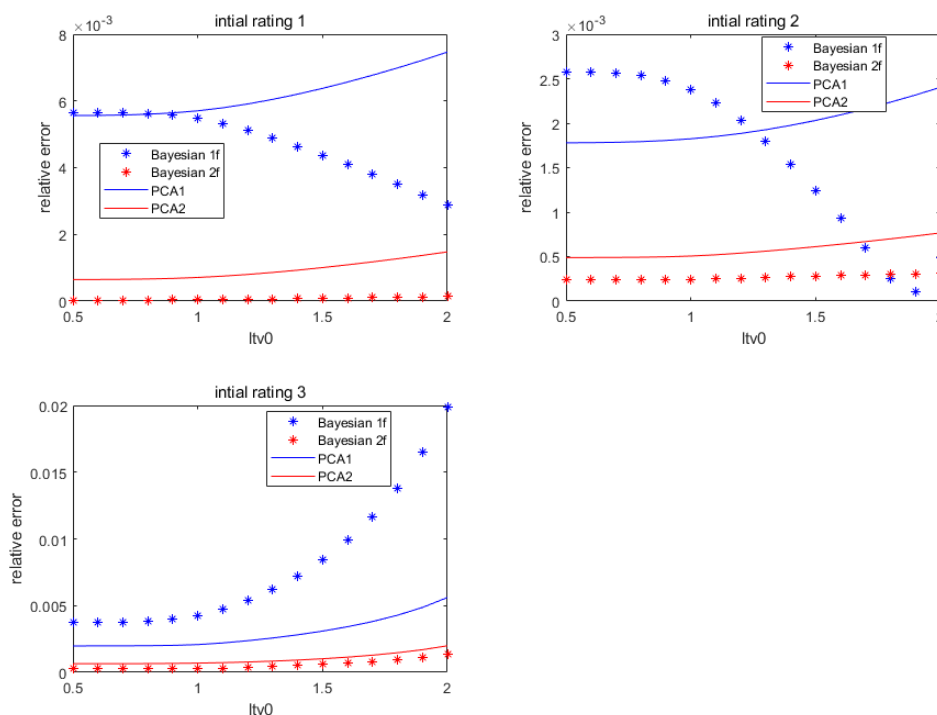 intial rating 1
×10⁻³
8
6
4
2
0
0.5
1
1.5
2
relative error
ltv0
Bayesian 1f
Bayesian 2f
PCA1
PCA2
intial rating 2
×10⁻³
3
2.5
2
1.5
1
0.5
0
0.5
1
1.5
relative error
ltv0
Bayesian 1f
Bayesian 2f
PCA1
PCA2
intial rating 3
0.02
0.015
0.01
0.005
0
0.5
1
1.5
2
relative error
ltv0
Bayesian 1f
Bayesian 2f
PCA1
PCA2